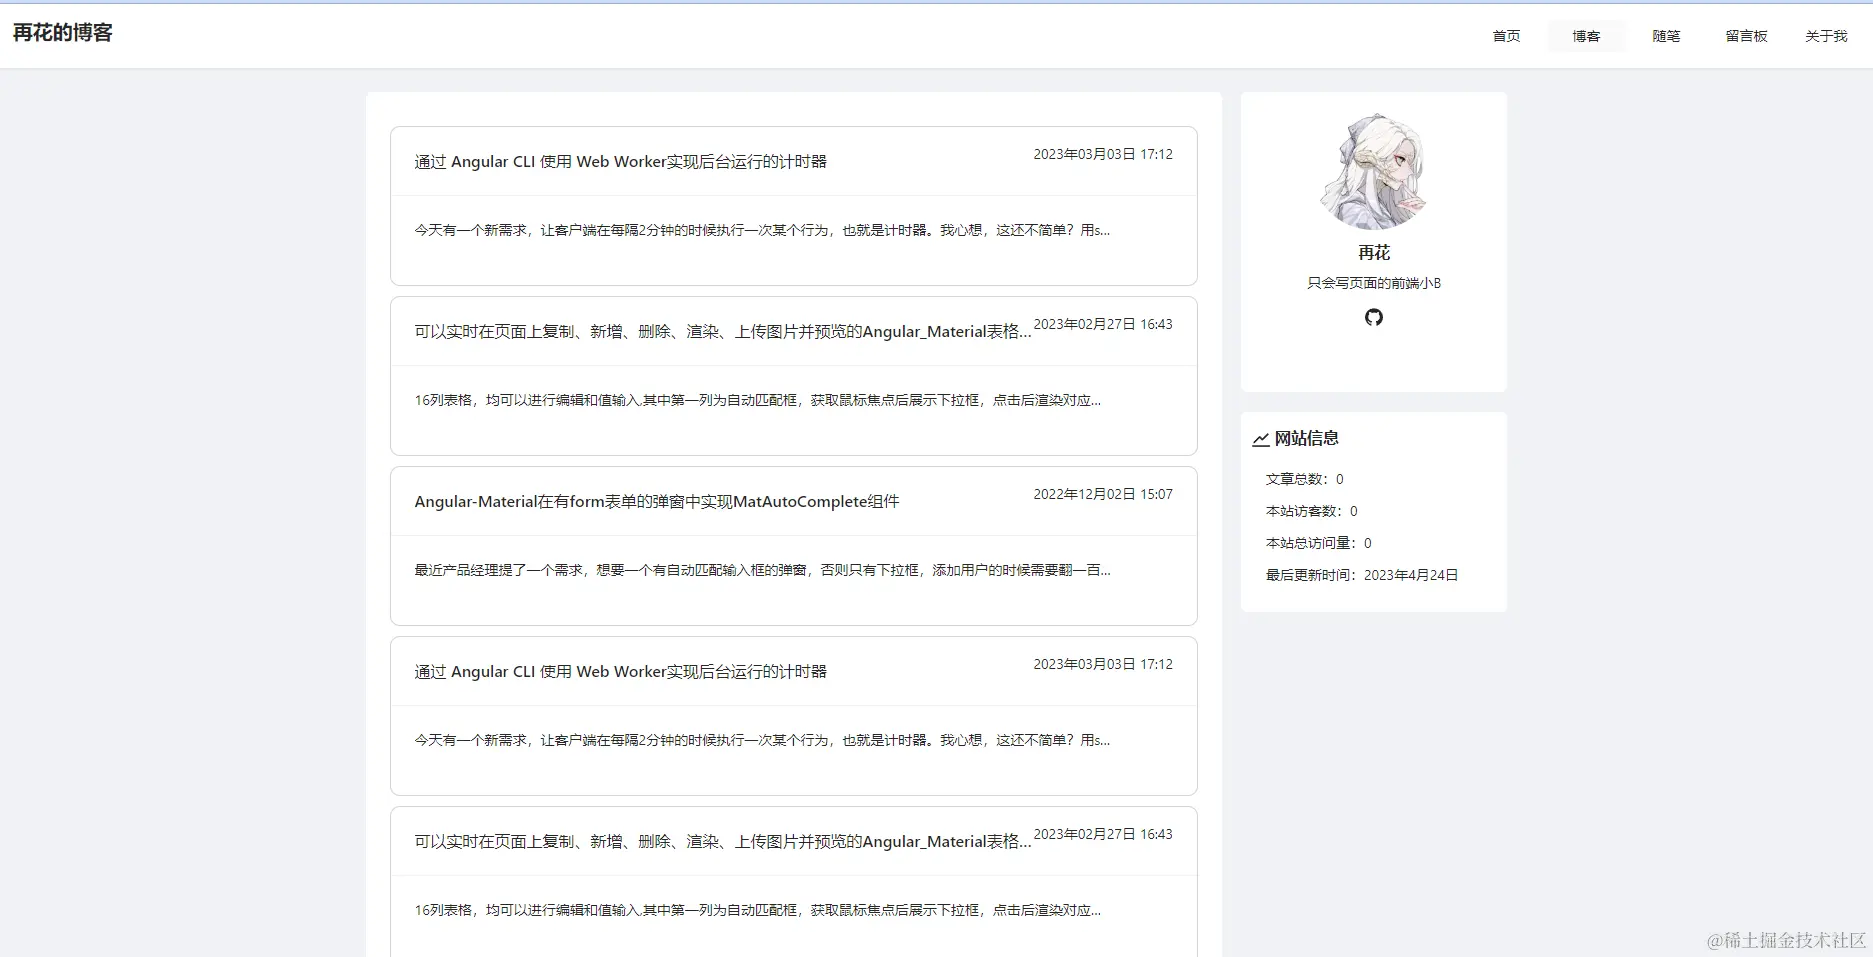 再花的博客
首页
博客
随笔
留言板
关于我
通过 Angular CLI 使用 Web Worker实现后台运行的计时器
2023年03月03日 17:12
今天有一个新需求，让客户端在每隔2分钟的时候执行一次某个行为，也就是计时器。我心想，这还不简单？用s...
可以实时在页面上复制、新增、删除、渲染、上传图片并预览的Angular_Material表格...
2023年02月27日 16:43
16列表格，均可以进行编辑和值输入,其中第一列为自动匹配框，获取鼠标焦点后展示下拉框，点击后渲染对应...
Angular-Material在有form表单的弹窗中实现MatAutoComplete组件
2022年12月02日 15:07
最近产品经理提了一个需求，想要一个有自动匹配输入框的弹窗，否则只有下拉框，添加用户的时候需要翻一百...
通过 Angular CLI 使用 Web Worker实现后台运行的计时器
2023年03月03日 17:12
今天有一个新需求，让客户端在每隔2分钟的时候执行一次某个行为，也就是计时器。我心想，这还不简单？用s...
可以实时在页面上复制、新增、删除、渲染、上传图片并预览的Angular_Material表格...
2023年02月27日 16:43
16列表格，均可以进行编辑和值输入,其中第一列为自动匹配框，获取鼠标焦点后展示下拉框，点击后渲染对应...
再花
只会写页面的前端小B
网站信息
文章总数：0
本站访客数：0
本站总访问量：0
最后更新时间：2023年4月24日
@稀土掘金技术社区